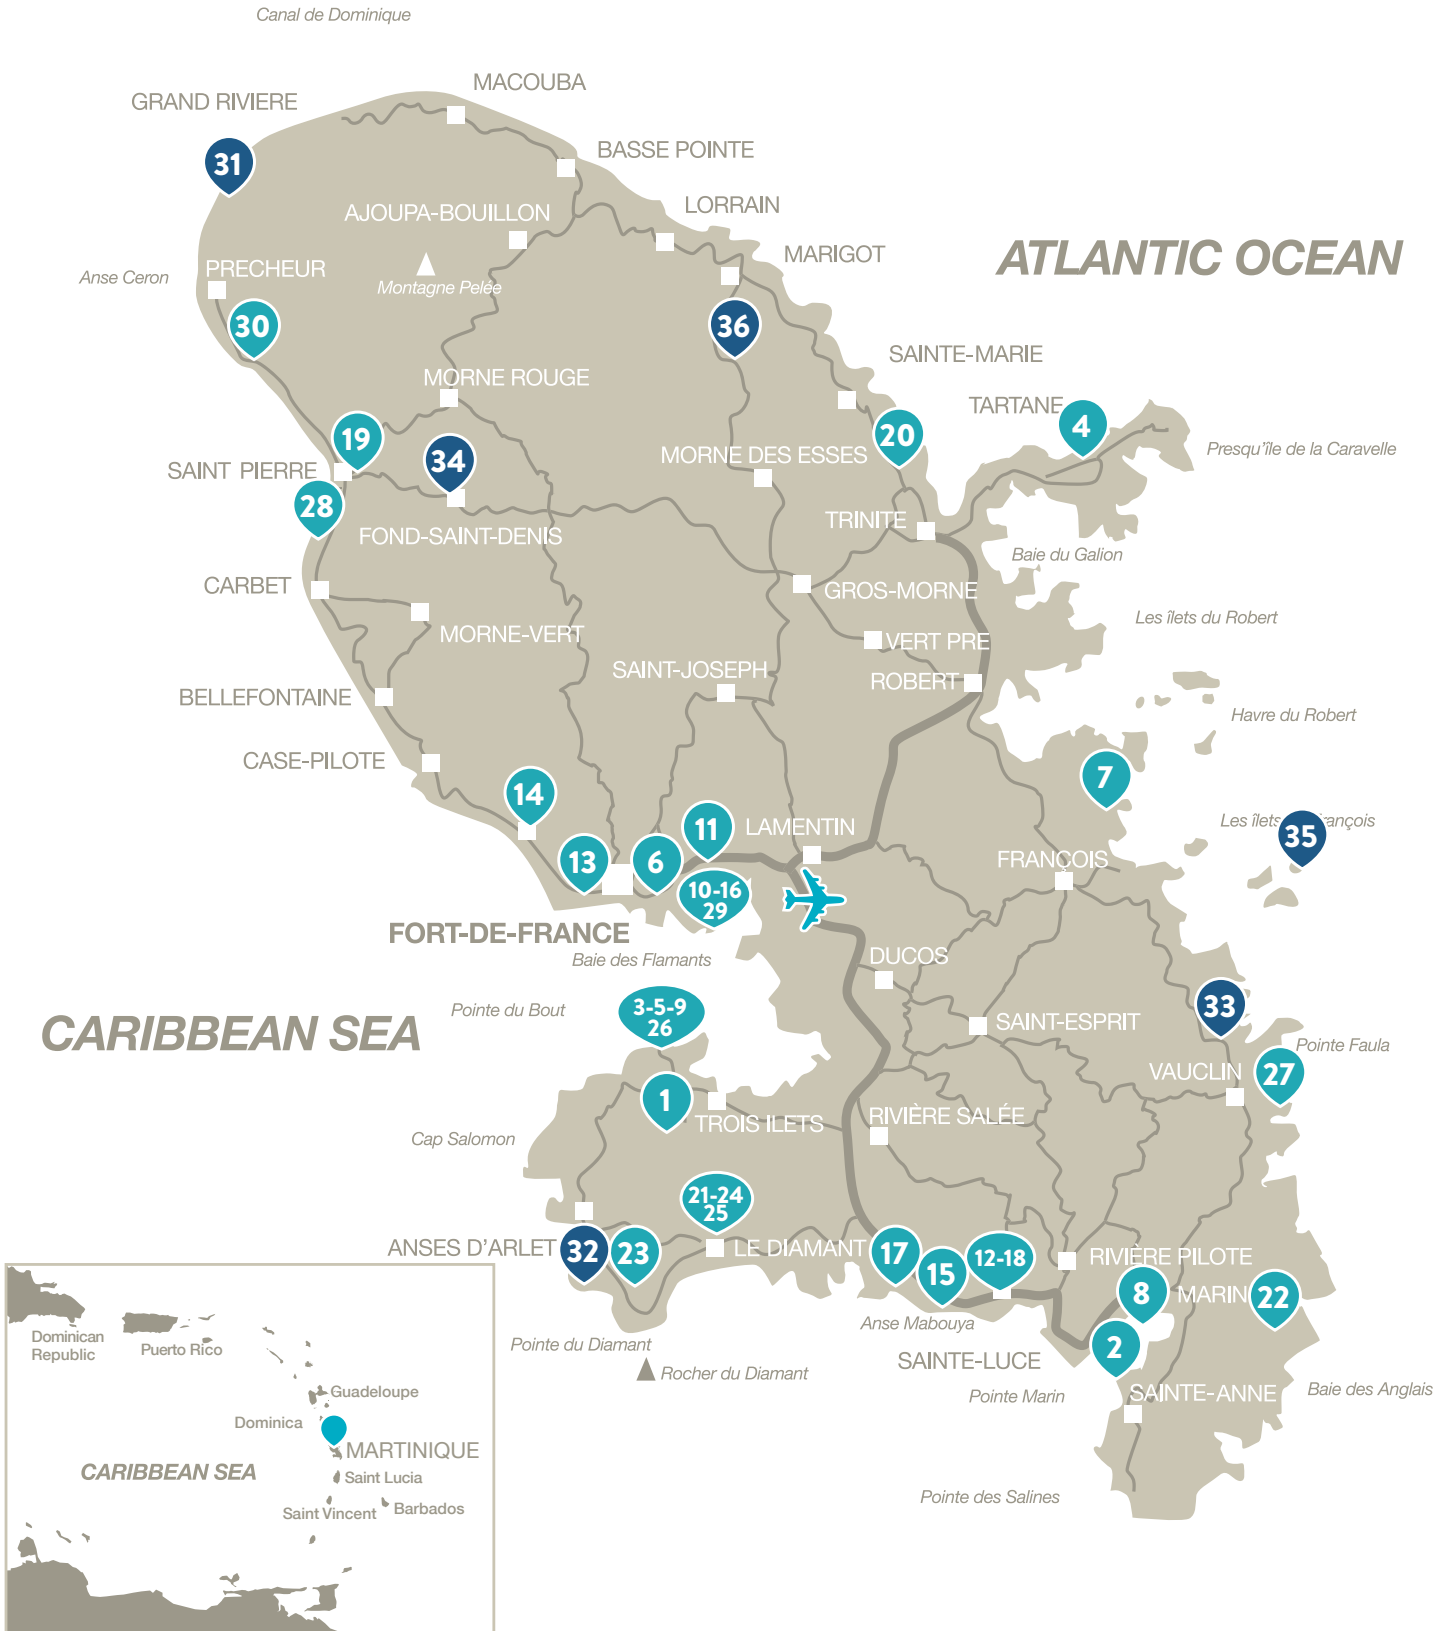 Canal de Dominique
MACOUBA
GRAND RIVIERE
BASSE POINTE
31
LORRAIN
AJOUPA-BOUILLON
ATLANTIC OCEAN
MARIGOT
PRECHEUR
Anse Ceron
Montagne Pelée
30
36
SAINTE-MARIE
MORNE ROUGE
TARTANE
4
19
20
Presqu'île de la Caravelle
MORNE DES ESSES
34
SAINT PIERRE
28
TRINITE
FOND-SAINT-DENIS
Baie du Galion
CARBET
GROS-MORNE
Les îlets du Robert
MORNE-VERT
VERT PRE
SAINT-JOSEPH
ROBERT
BELLEFONTAINE
Havre du Robert
CASE-PILOTE
7
14
Les îlets
rançois
11
LAMENTIN
35
13
6
FRANÇOIS
10-16
29
FORT-DE-FRANCE
DUCOS
Baie des Flamants
Pointe du Bout
3-5-9
26
33
CARIBBEAN SEA
SAINT-ESPRIT
Pointe Faula
VAUCLIN
27
1
RIVIÈRE SALÉE
TROIS ILETS
Cap Salomon
21-24
25
ANSES D'ARLET
32
23
LE DIAMANT
17
12-18
RIVIÈRE PILOTE
15
8
MARIN
22
Anse Mabouya
Pointe du Diamant
2
SAINTE-LUCE
Rocher du Diamant
Pointe Marin
SAINTE-ANNE
Baie des Anglais
Pointe des Salines
Dominican
Republic
Puerto Rico
Guadeloupe
Dominica
MARTINIQUE
CARIBBEAN SEA
Saint Lucia
Saint Vincent
Barbados